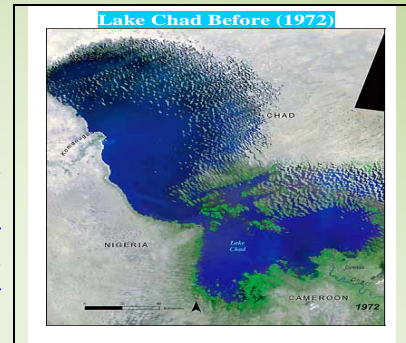 Lake Chad Before (1972)
CHAD
NIGERIA
Lake
Chad
CAMEROON
1972